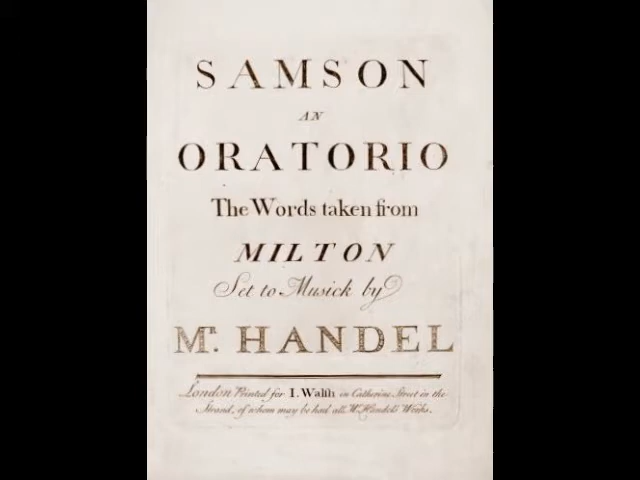 SAMSON
AN
ORATORIO
The Words taken from
MILTON
Set to Musick by
Mr. HANDEL
London Printed for I. Walsh in Catherine Street in the
Strand, of whom may be had all Mr. Handel's Works.